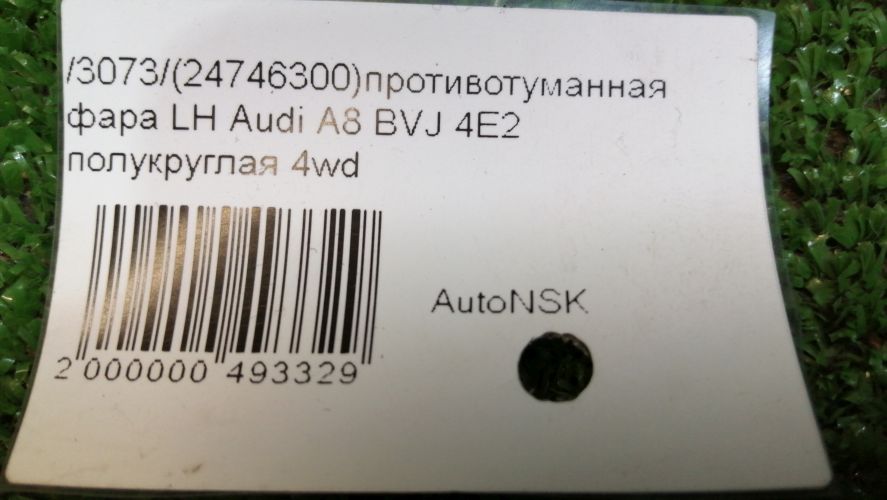 /3073/(24746300)противотуманная
фара LH Audi A8 BVJ 4E2
полукруглая 4wd
AutoNSK
2 000000 493329